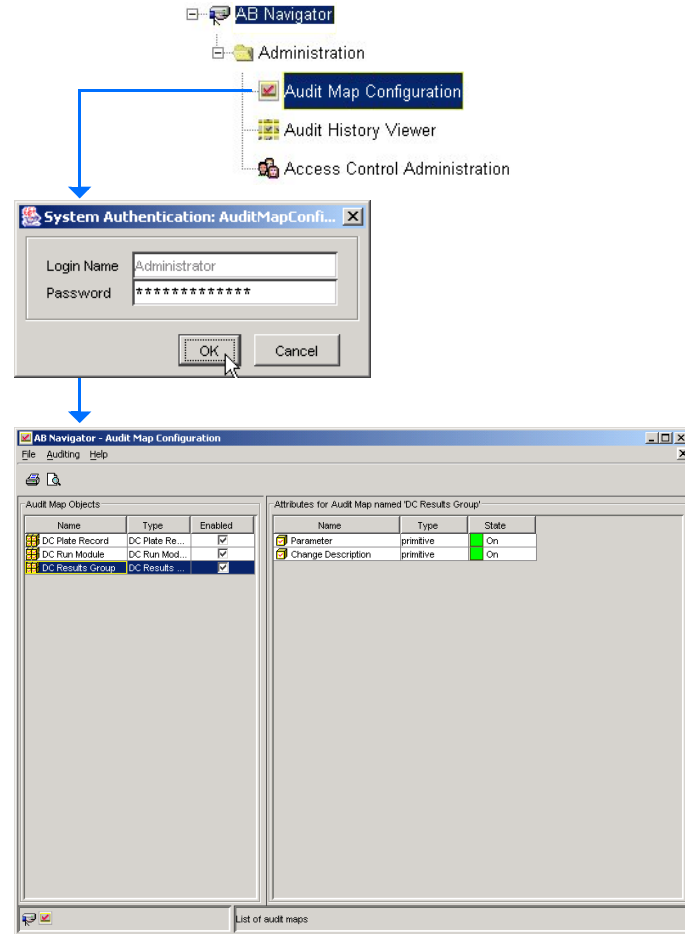 AB Navigator
Administration
Audit Map Configuration
Audit History Viewer
Access Control Administration
System Authentication: AuditMapConfi...
Login Name Administrator
Password *************
OK Cancel
AB Navigator - Audit Map Configuration
File Auditing Help
Audit Map Objects
Name Type Enabled
DC Plate Record DC Plate Re...
DC Run Module DC Run Mod...
DC Results Group DC Results ...
Attributes for Audit Map named 'DC Results Group'
Name Type State
Parameter primitive On
Change Description primitive On
List of audit maps